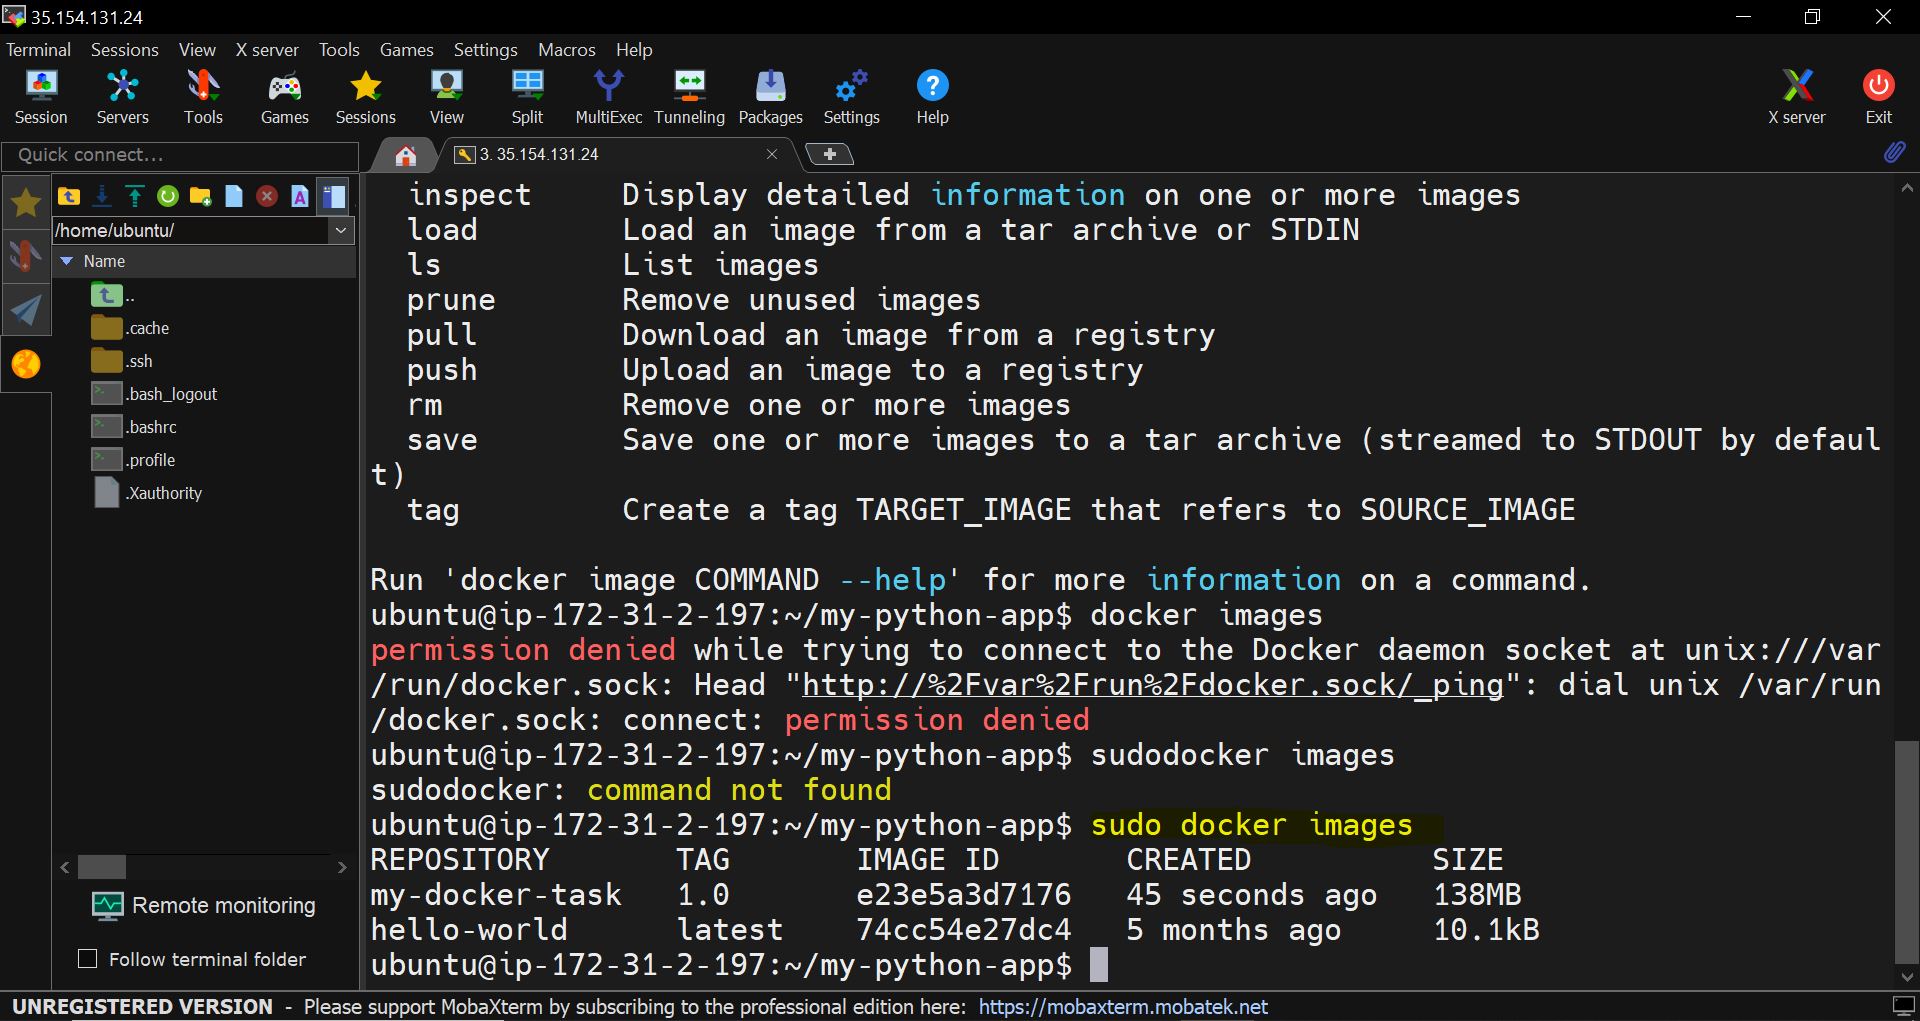 35.154.131.24
Terminal Sessions View X server Tools Games Settings Macros Help
Session Servers Tools Games Sessions View Split MultiExec Tunneling Packages Settings Help X server Exit
Quick connect...
3. 35.154.131.24
/home/ubuntu/
Name
..
.cache
.ssh
.bash_logout
.bashrc
.profile
.Xauthority
Remote monitoring
Follow terminal folder
inspect Display detailed information on one or more images
load Load an image from a tar archive or STDIN
ls List images
prune Remove unused images
pull Download an image from a registry
push Upload an image to a registry
rm Remove one or more images
save Save one or more images to a tar archive (streamed to STDOUT by defaul
t)
tag Create a tag TARGET_IMAGE that refers to SOURCE_IMAGE
Run 'docker image COMMAND --help' for more information on a command.
ubuntu@ip-172-31-2-197:~/my-python-app$ docker images
permission denied while trying to connect to the Docker daemon socket at unix:///var
/run/docker.sock: Head "http://%2Fvar%2Frun%2Fdocker.sock/_ping": dial unix /var/run
/docker.sock: connect: permission denied
ubuntu@ip-172-31-2-197:~/my-python-app$ sudodocker images
sudodocker: command not found
ubuntu@ip-172-31-2-197:~/my-python-app$ sudo docker images
REPOSITORY TAG IMAGE ID CREATED SIZE
my-docker-task 1.0 e23e5a3d7176 45 seconds ago 138MB
hello-world latest 74cc54e27dc4 5 months ago 10.1kB
ubuntu@ip-172-31-2-197:~/my-python-app$
UNREGISTERED VERSION - Please support MobaXterm by subscribing to the professional edition here: https://mobaxterm.mobatek.net